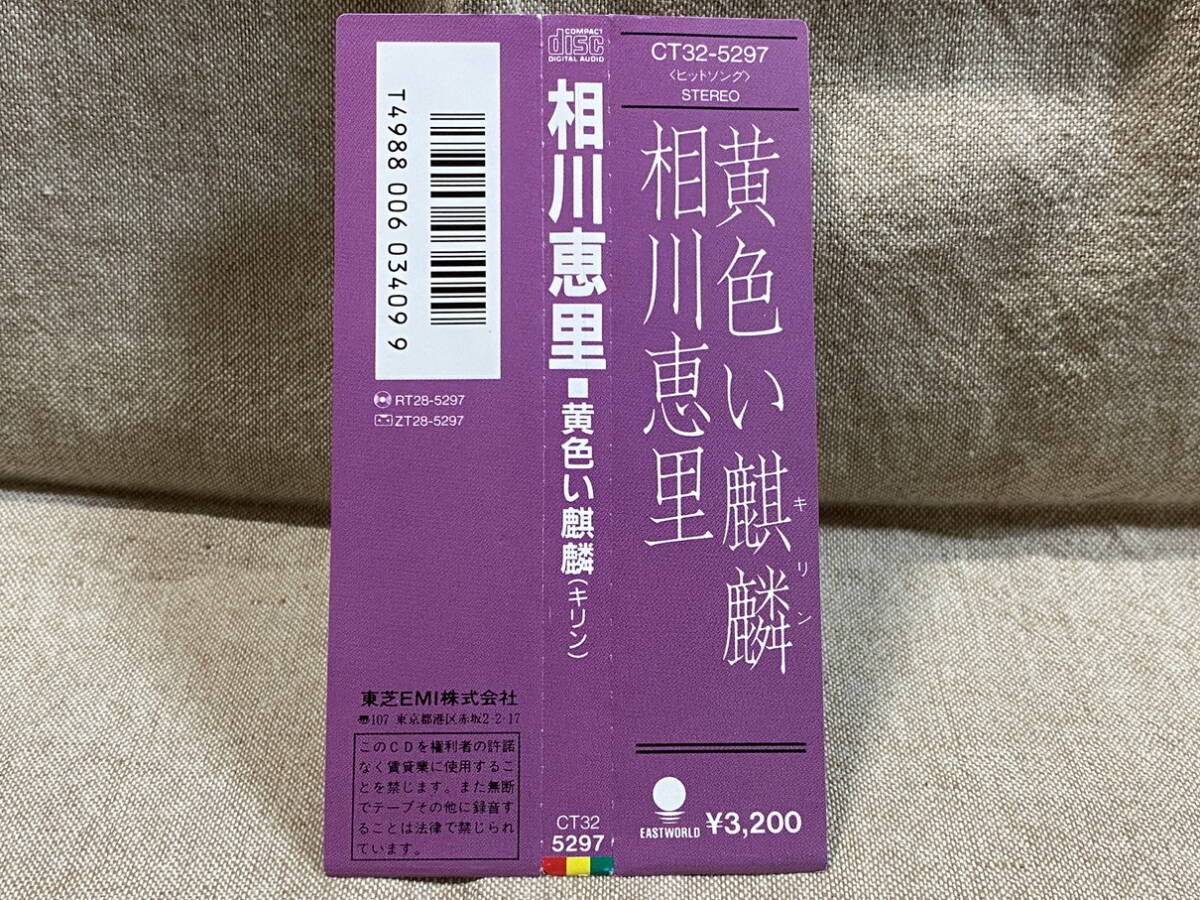 T4988 006 03409 9
RT28-5297
ZT28-5297
東芝EMI株式会社
〠107 東京都港区赤坂2-2-17
このCDを権利者の許諾
なく賃貸業に使用するこ
とを禁じます。また無断
でテープその他に録音す
ることは法律で禁じられ
ています。
COMPACT
disc
DIGITAL AUDIO
相川恵里■黄色い麒麟(キリン)
CT32
5297
CT32-5297
〈ヒットソング〉
STEREO
黄色い麒麟
キリン
相川恵里
EASTWORLD
¥3,200